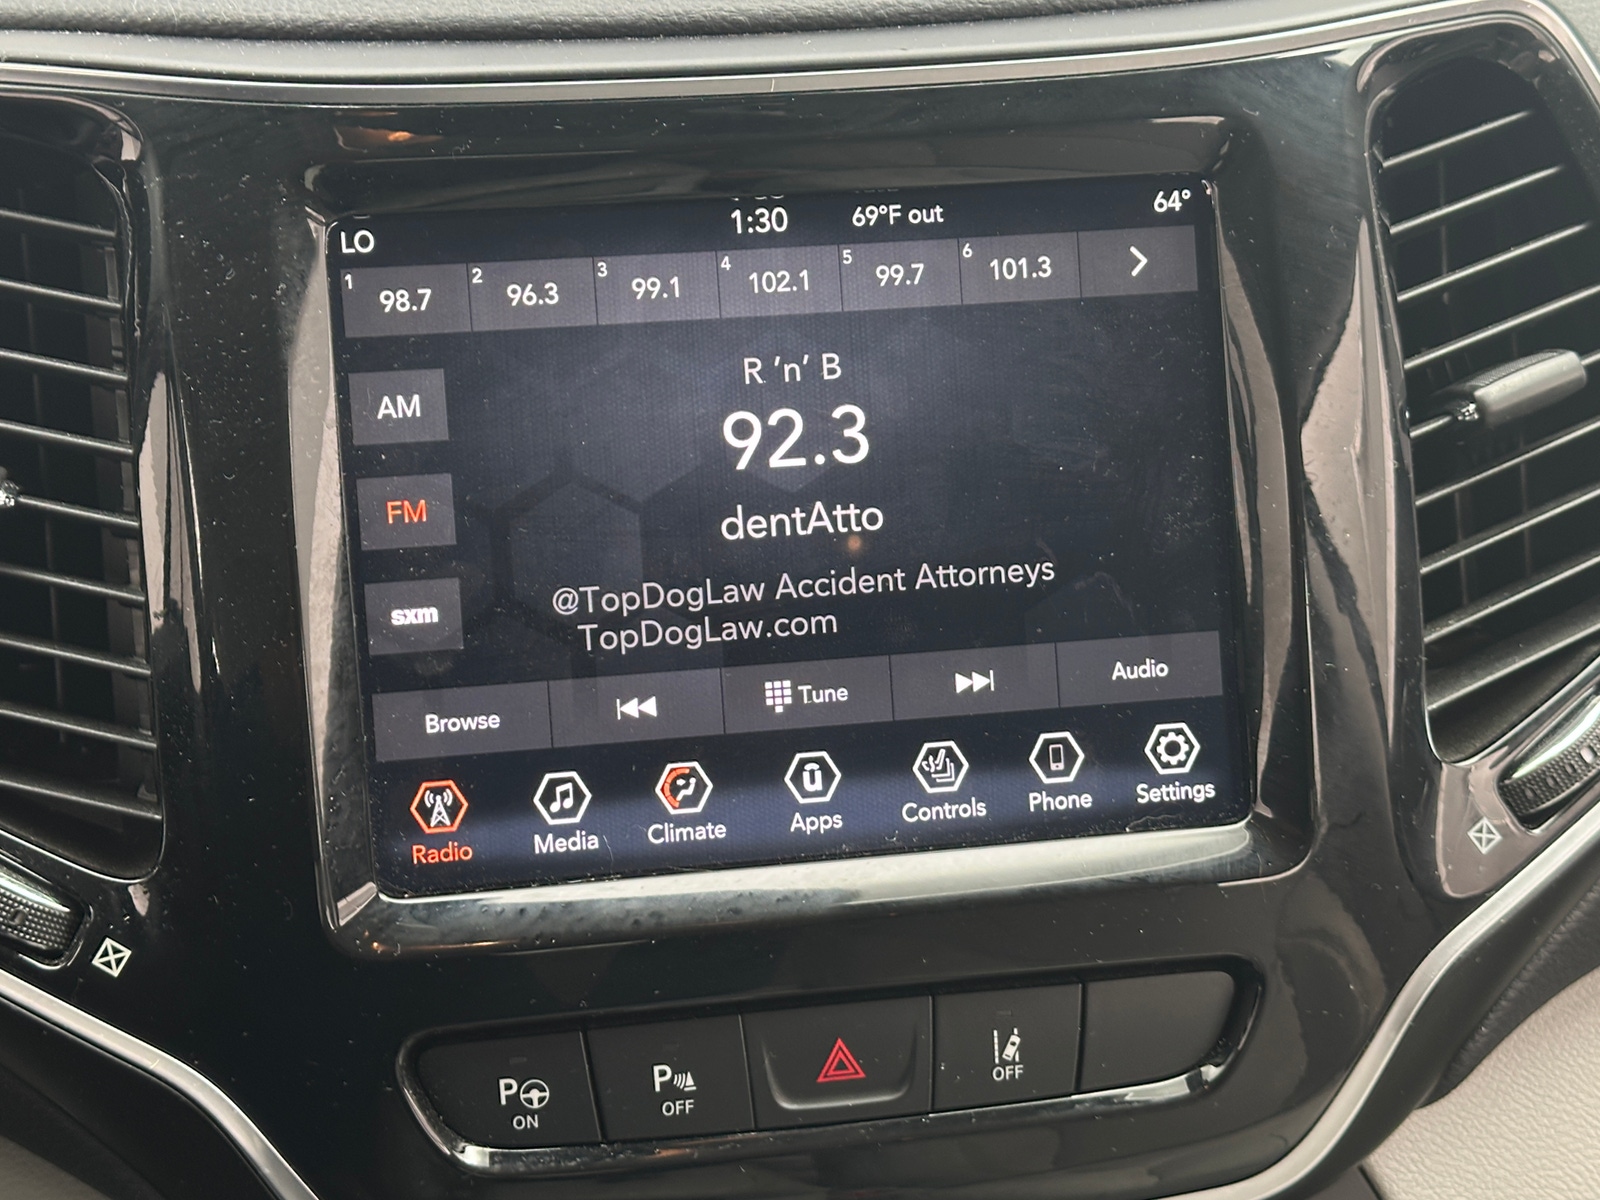 LO 1:30 69°F out 64°
1 98.7 2 96.3 3 99.1 4 102.1 5 99.7 6 101.3
R 'n' B
AM
92.3
FM
dentAtto
@TopDogLaw Accident Attorneys
sxm
TopDogLaw.com
Browse Tune Audio
Radio Media Climate Apps Controls Phone Settings
P ON P OFF OFF